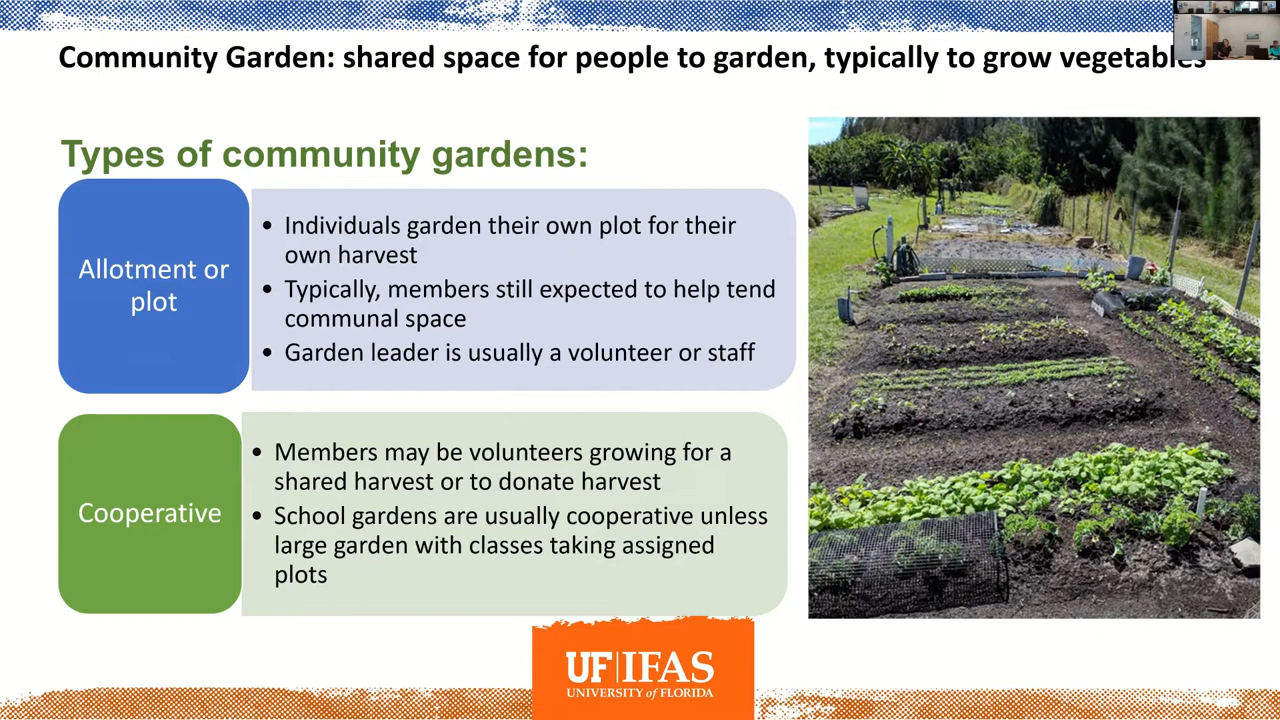 Community Garden: shared space for people to garden, typically to grow vegetables
Types of community gardens:
Allotment or
plot
• Individuals garden their own plot for their
own harvest
• Typically, members still expected to help tend
communal space
• Garden leader is usually a volunteer or staff
Cooperative
• Members may be volunteers growing for a
shared harvest or to donate harvest
• School gardens are usually cooperative unless
large garden with classes taking assigned
plots
UF|IFAS
UNIVERSITY of FLORIDA